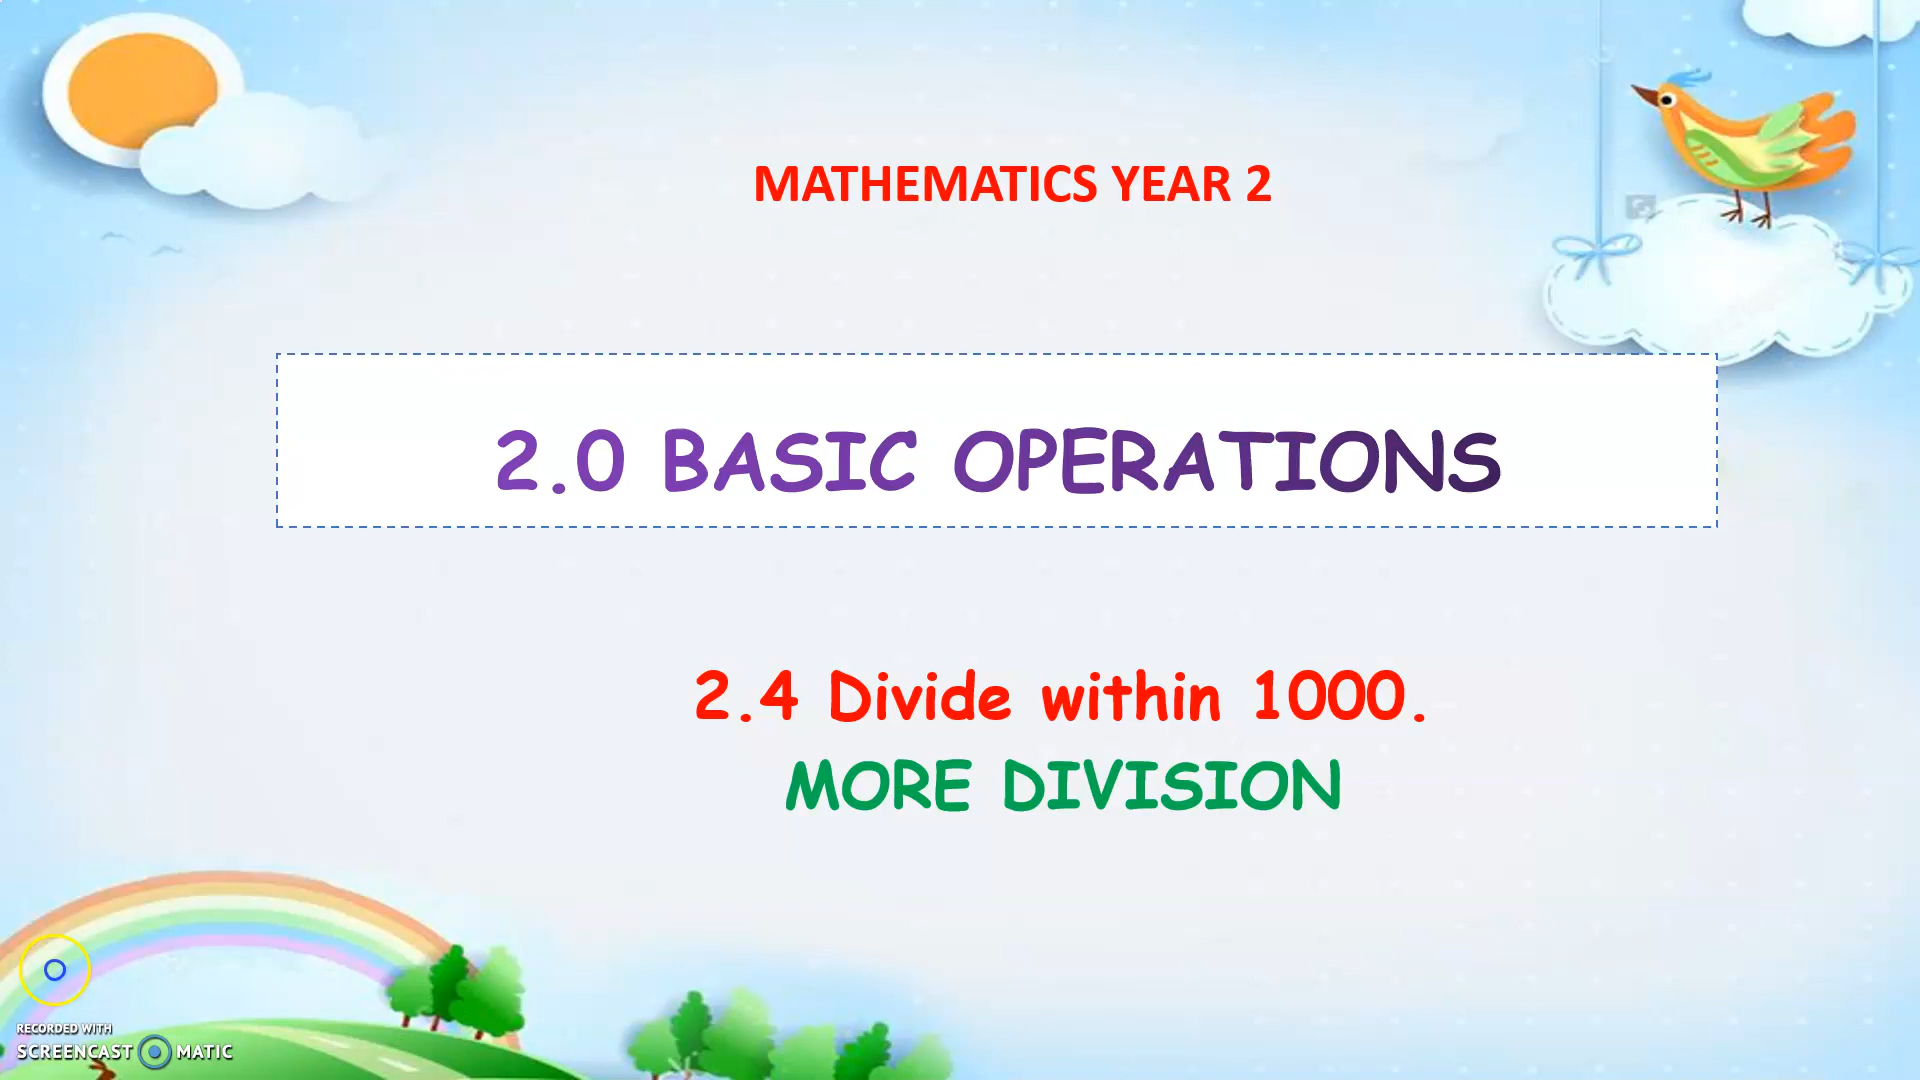 MATHEMATICS YEAR 2
2.0 BASIC OPERATIONS
2.4 Divide within 1000.
MORE DIVISION
RECORDED WITH
SCREENCAST MATIC